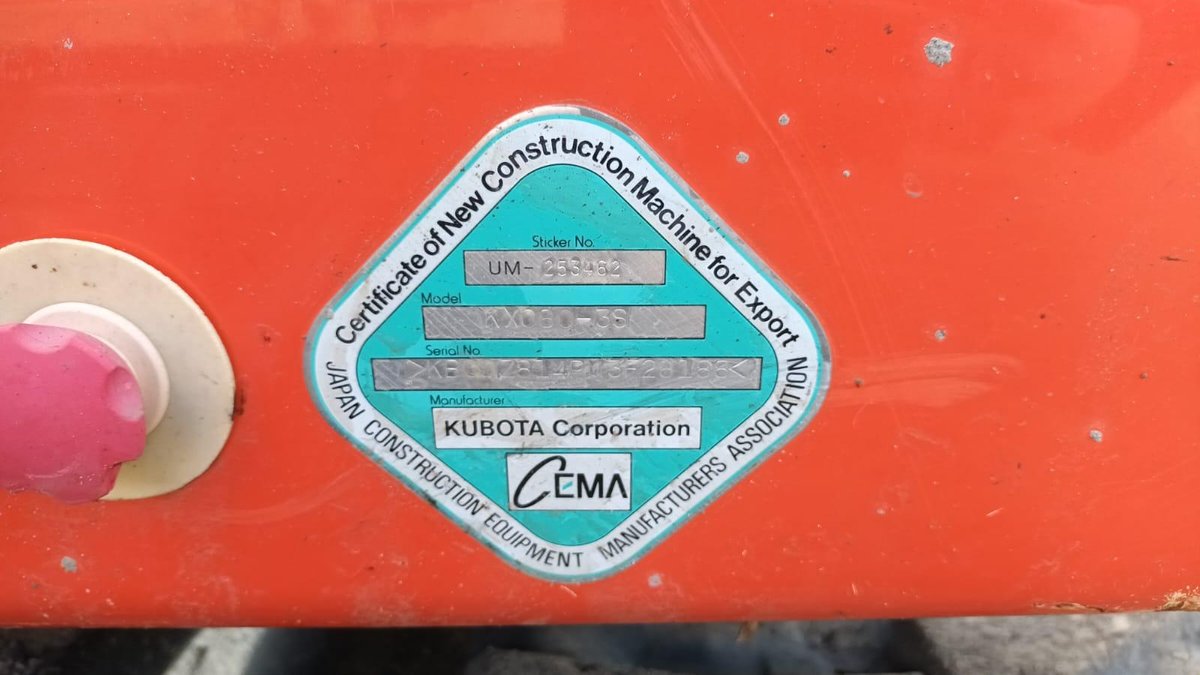 Certificate of New Construction Machine for Export
Sticker No.
UM-253462
Model
KX080-3S
Serial No.
Manufacturer
KUBOTA Corporation
CEMA
JAPAN CONSTRUCTION EQUIPMENT MANUFACTURERS ASSOCIATION